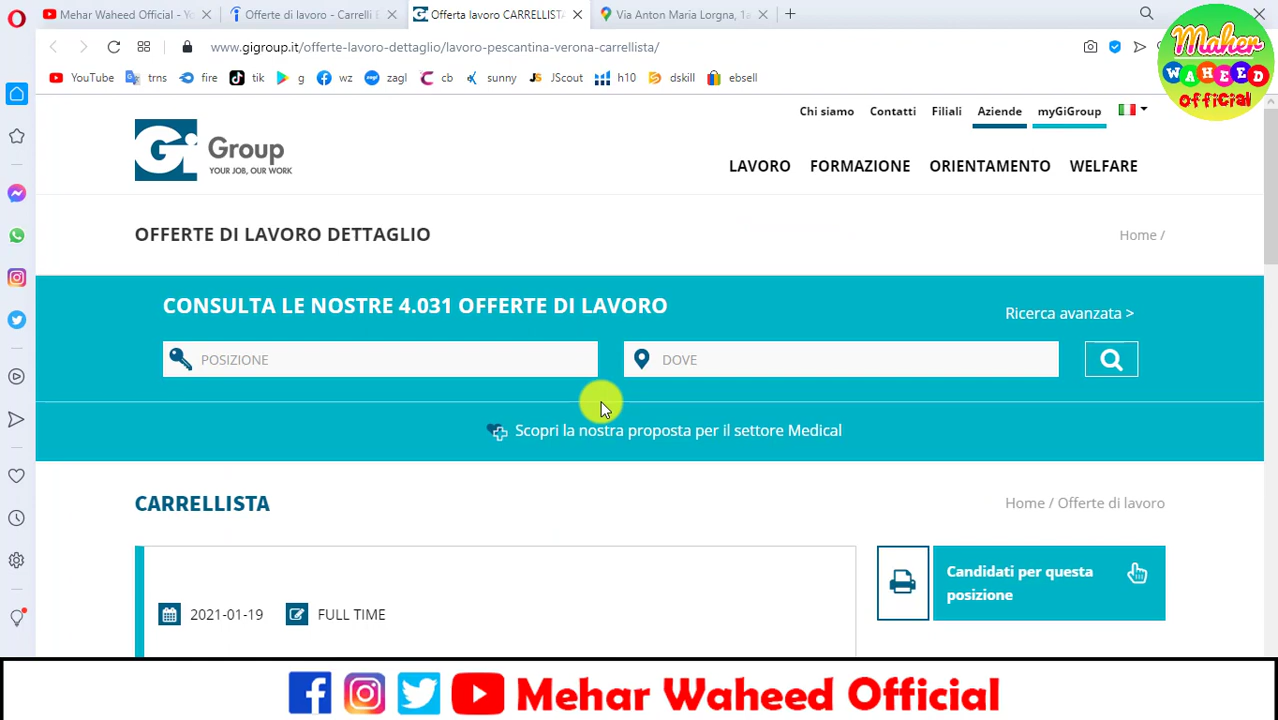 Mehar Waheed Official - Yo
Offerte di lavoro - Carrelli E
Offerta lavoro CARRELLISTA
Via Anton Maria Lorgna, 1a
Maher
WAHEED
official
www.gigroup.it/offerte-lavoro-dettaglio/lavoro-pescantina-verona-carrellista/
YouTube trns fire tik g wz zagl cb sunny JScout h10 dskill ebsell
Chi siamo Contatti Filiali Aziende myGiGroup
Gi Group
YOUR JOB, OUR WORK
LAVORO FORMAZIONE ORIENTAMENTO WELFARE
OFFERTE DI LAVORO DETTAGLIO
Home /
CONSULTA LE NOSTRE 4.031 OFFERTE DI LAVORO
Ricerca avanzata >
POSIZIONE
DOVE
Scopri la nostra proposta per il settore Medical
CARRELLISTA
Home / Offerte di lavoro
Candidati per questa
posizione
2021-01-19 FULL TIME
Mehar Waheed Official